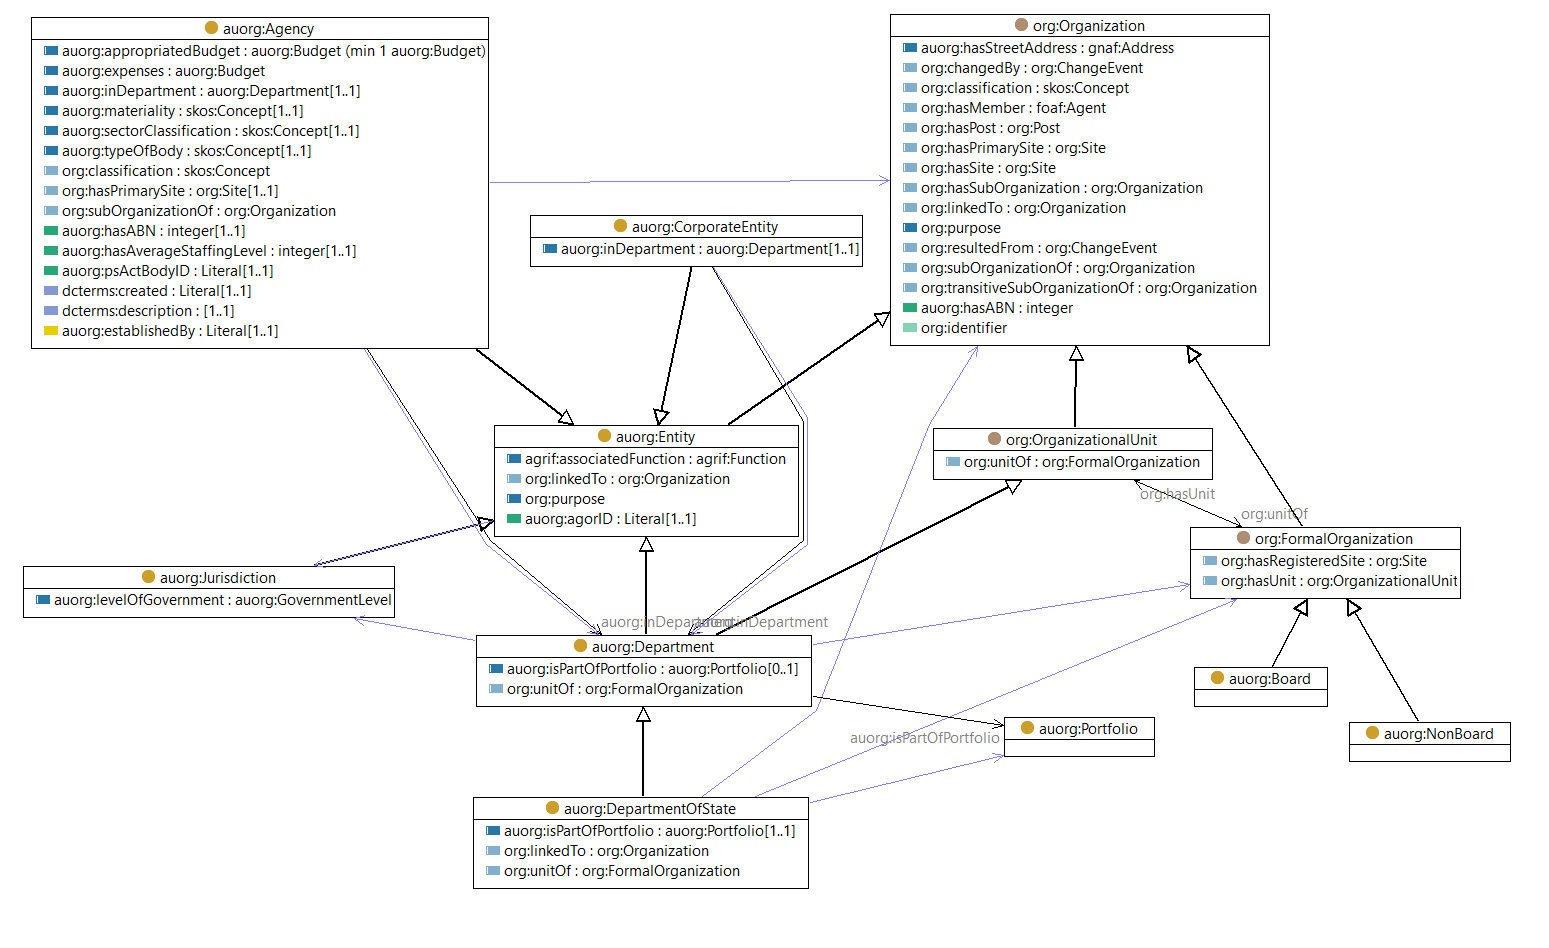 auorg:Agency
auorg:appropriatedBudget : auorg:Budget (min 1 auorg:Budget)
auorg:expenses : auorg:Budget
auorg:inDepartment : auorg:Department[1..1]
auorg:materiality : skos:Concept[1..1]
auorg:sectorClassification : skos:Concept[1..1]
auorg:typeOfBody : skos:Concept[1..1]
org:classification : skos:Concept
org:hasPrimarySite : org:Site[1..1]
org:subOrganizationOf : org:Organization
auorg:hasABN : integer[1..1]
auorg:hasAverageStaffingLevel : integer[1..1]
auorg:psActBodyID : Literal[1..1]
dcterms:created : Literal[1..1]
dcterms:description : [1..1]
auorg:establishedBy : Literal[1..1]
org:Organization
auorg:hasStreetAddress : gnaf:Address
org:changedBy : org:ChangeEvent
org:classification : skos:Concept
org:hasMember : foaf:Agent
org:hasPost : org:Post
org:hasPrimarySite : org:Site
org:hasSite : org:Site
org:hasSubOrganization : org:Organization
org:linkedTo : org:Organization
org:purpose
org:resultedFrom : org:ChangeEvent
org:subOrganizationOf : org:Organization
org:transitiveSubOrganizationOf : org:Organization
auorg:hasABN : integer
org:identifier
auorg:CorporateEntity
auorg:inDepartment : auorg:Department[1..1]
auorg:Entity
agrif:associatedFunction : agrif:Function
org:linkedTo : org:Organization
org:purpose
auorg:agorID : Literal[1..1]
org:OrganizationalUnit
org:unitOf : org:FormalOrganization
org:hasUnit
org:unitOf
org:FormalOrganization
org:hasRegisteredSite : org:Site
org:hasUnit : org:OrganizationalUnit
auorg:Jurisdiction
auorg:levelOfGovernment : auorg:GovernmentLevel
auorg:inDepartment
auorg:inDepartment
auorg:Department
auorg:isPartOfPortfolio : auorg:Portfolio[0..1]
org:unitOf : org:FormalOrganization
auorg:Board
auorg:Portfolio
auorg:isPartOfPortfolio
auorg:NonBoard
auorg:DepartmentOfState
auorg:isPartOfPortfolio : auorg:Portfolio[1..1]
org:linkedTo : org:Organization
org:unitOf : org:FormalOrganization